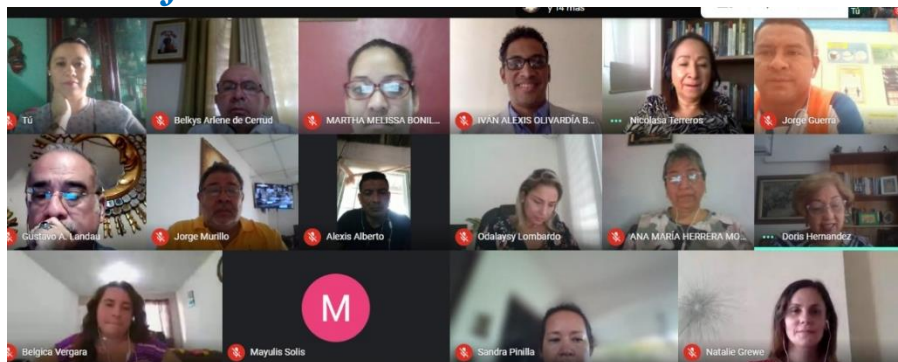 y 14 más
Tú
Tú
Belkys Arlene de Cerrud
MARTHA MELISSA BONIL...
IVÁN ALEXIS OLIVARDÍA B...
Nicolasa Terreros
Jorge Guerra
Gustavo A. Landau
Jorge Murillo
Alexis Alberto
Odalaysy Lombardo
ANA MARÍA HERRERA MO...
Doris Hernandez
M
Belgica Vergara
Mayulis Solis
Sandra Pinilla
Natalie Grewe